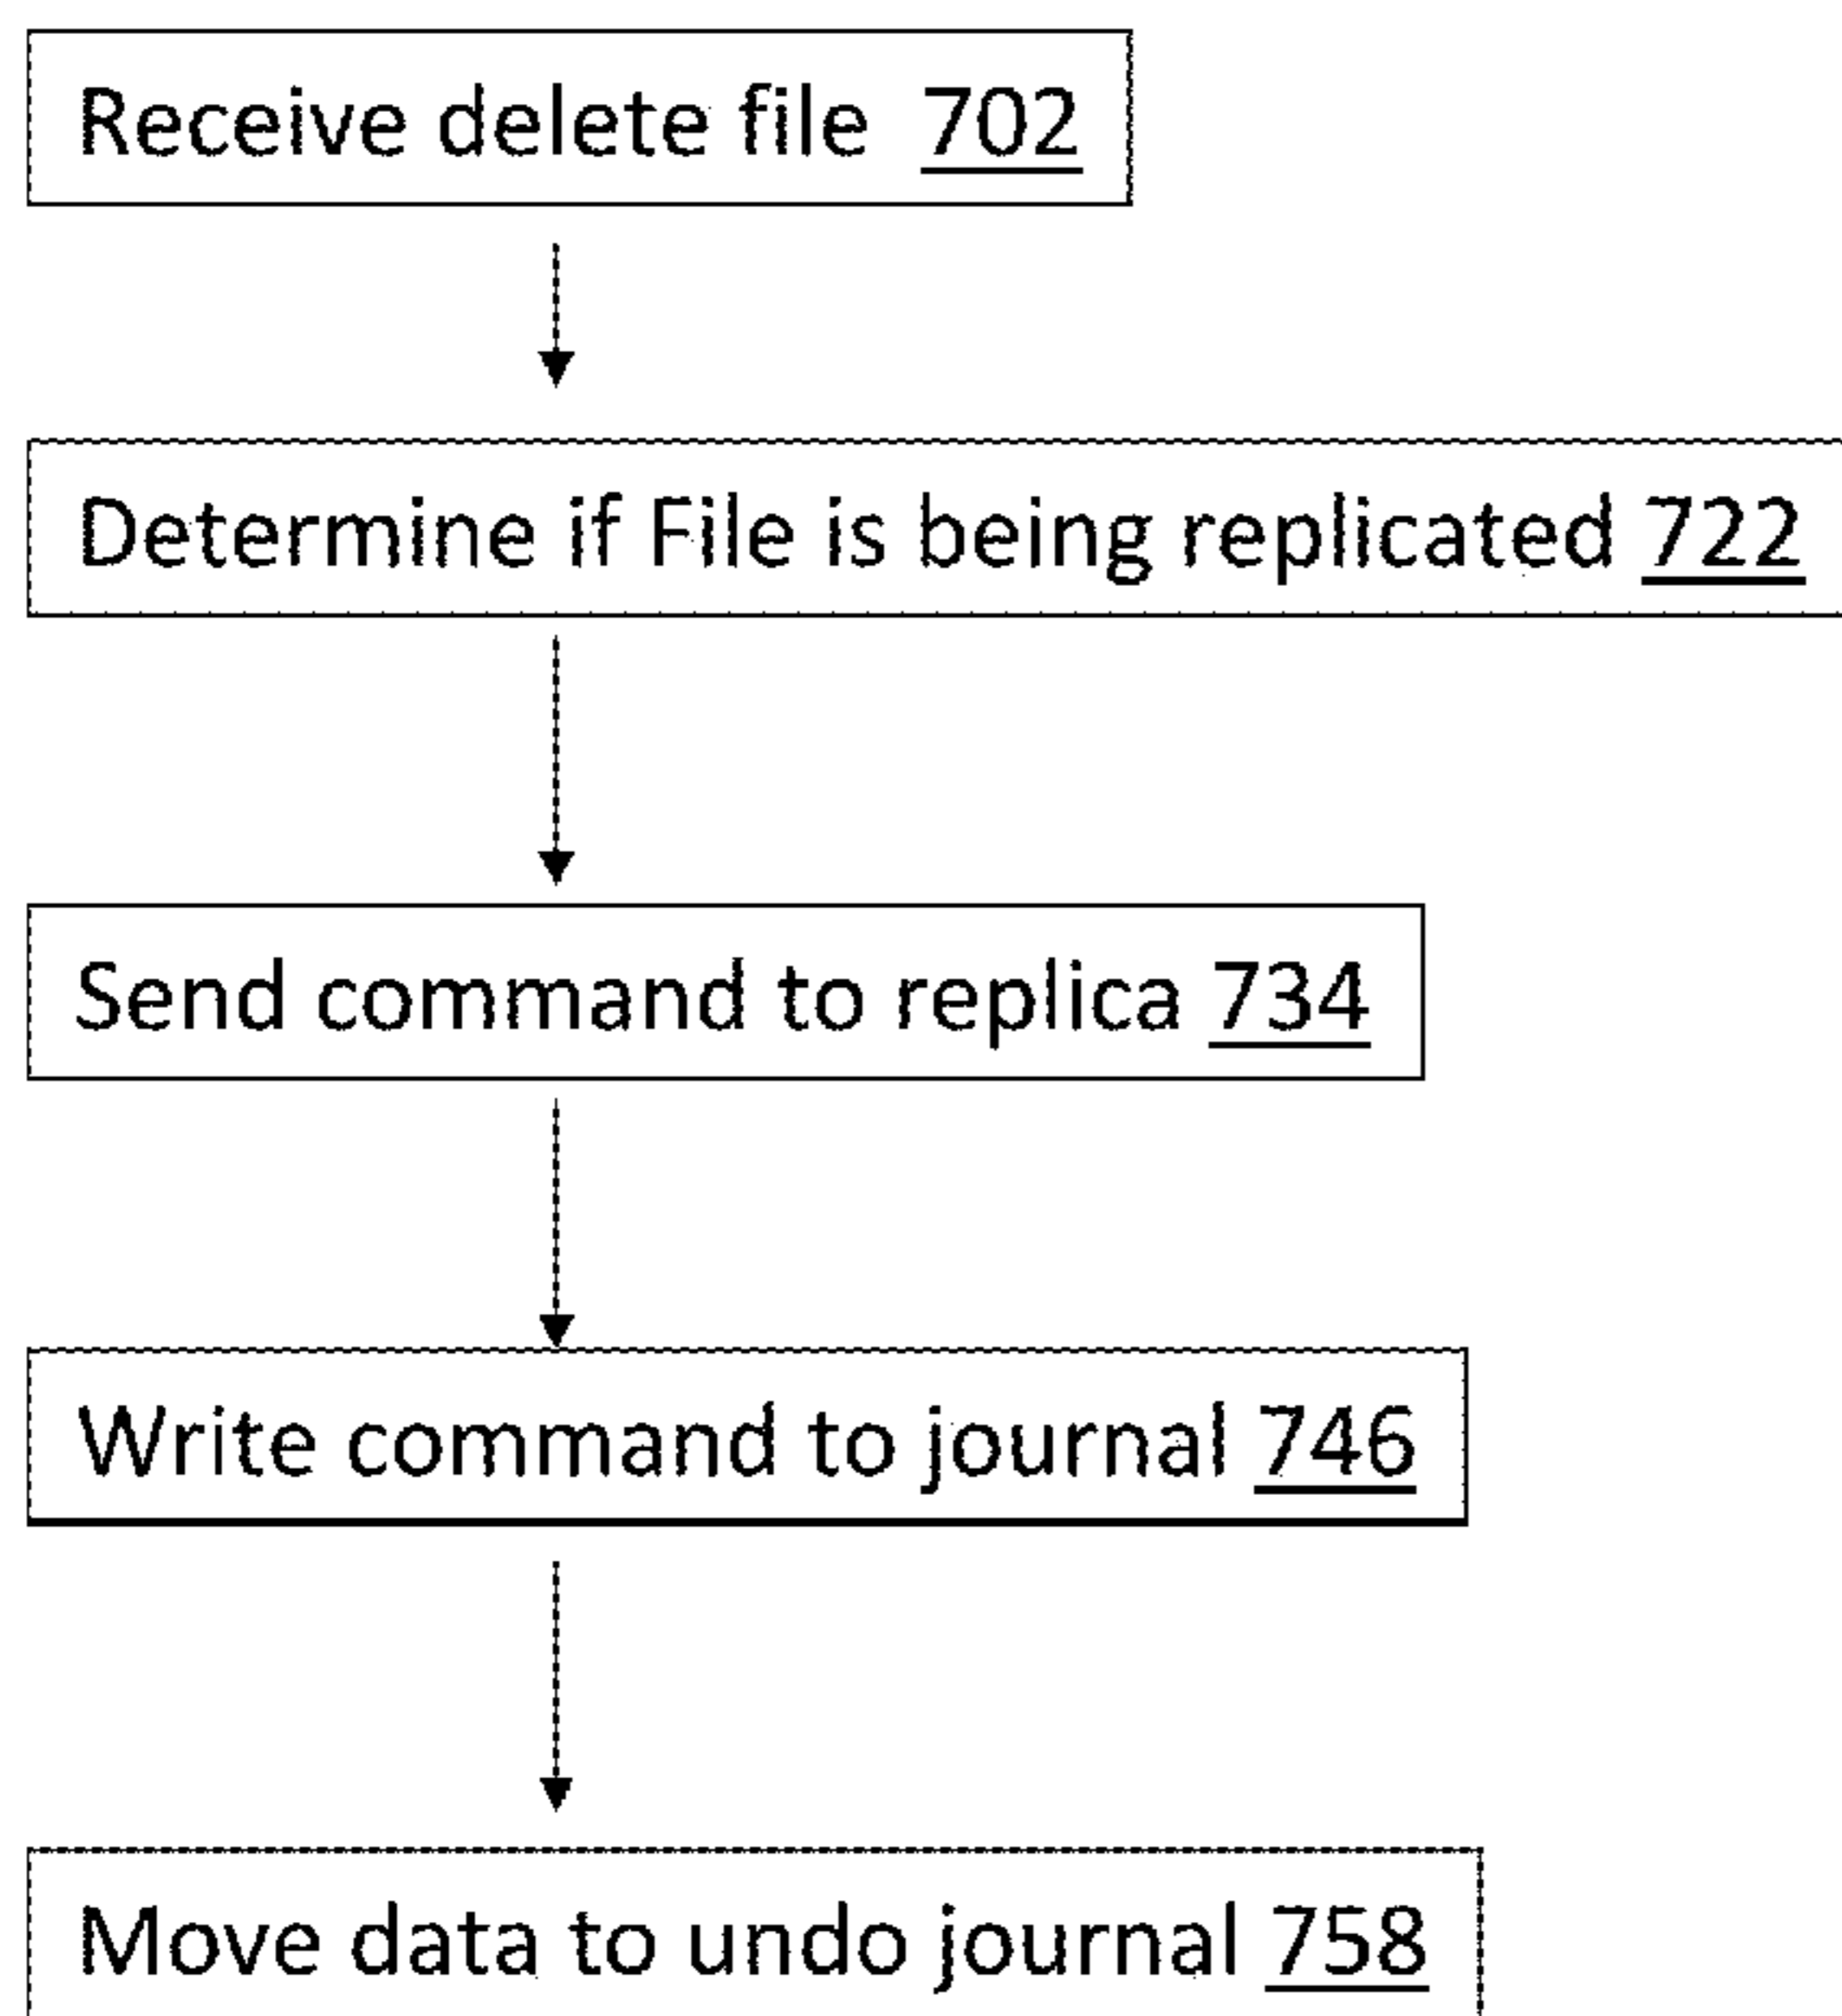 Receive delete file 702
Determine if File is being replicated 722
Send command to replica 734
Write command to journal 746
Move data to undo journal 758